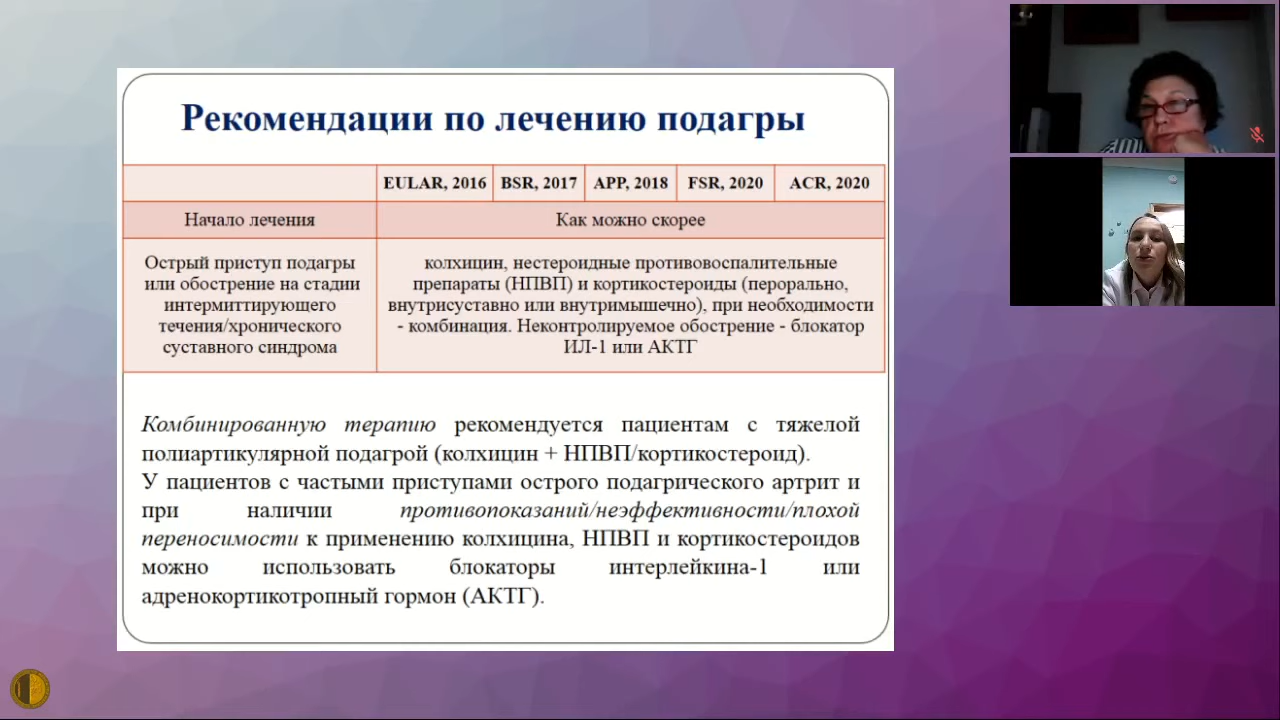 Рекомендации по лечению подагры
EULAR, 2016 BSR, 2017 APP, 2018 FSR, 2020 ACR, 2020
Начало лечения Как можно скорее
Острый приступ подагры
или обострение на стадии
интермиттирующего
течения/хронического
суставного синдрома
колхицин, нестероидные противовоспалительные
препараты (НПВП) и кортикостероиды (перорально,
внутрисуставно или внутримышечно), при необходимости
- комбинация. Неконтролируемое обострение - блокатор
ИЛ-1 или АКТГ
Комбинированную терапию рекомендуется пациентам с тяжелой
полиартикулярной подагрой (колхицин + НПВП/кортикостероид).
У пациентов с частыми приступами острого подагрического артрит и
при наличии противопоказаний/неэффективности/плохой
переносимости к применению колхицина, НПВП и кортикостероидов
можно использовать блокаторы интерлейкина-1 или
адренокортикотропный гормон (АКТГ).